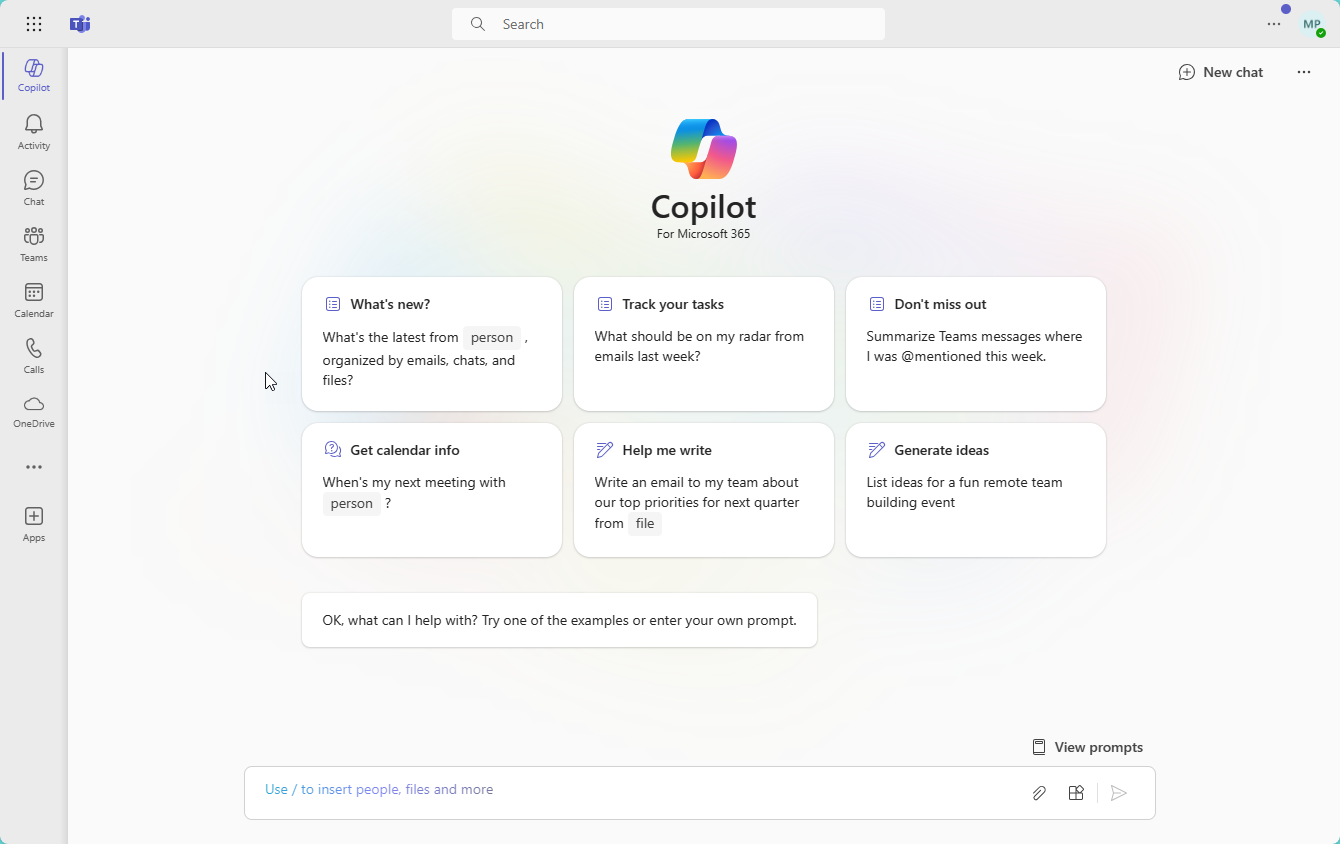 Search
MP
Copilot
Activity
Chat
Teams
Calendar
Calls
OneDrive
Apps
New chat
Copilot
For Microsoft 365
What's new?
What's the latest from person ,
organized by emails, chats, and
files?
Track your tasks
What should be on my radar from
emails last week?
Don't miss out
Summarize Teams messages where
I was @mentioned this week.
Get calendar info
When's my next meeting with
person ?
Help me write
Write an email to my team about
our top priorities for next quarter
from file
Generate ideas
List ideas for a fun remote team
building event
OK, what can I help with? Try one of the examples or enter your own prompt.
View prompts
Use / to insert people, files and more